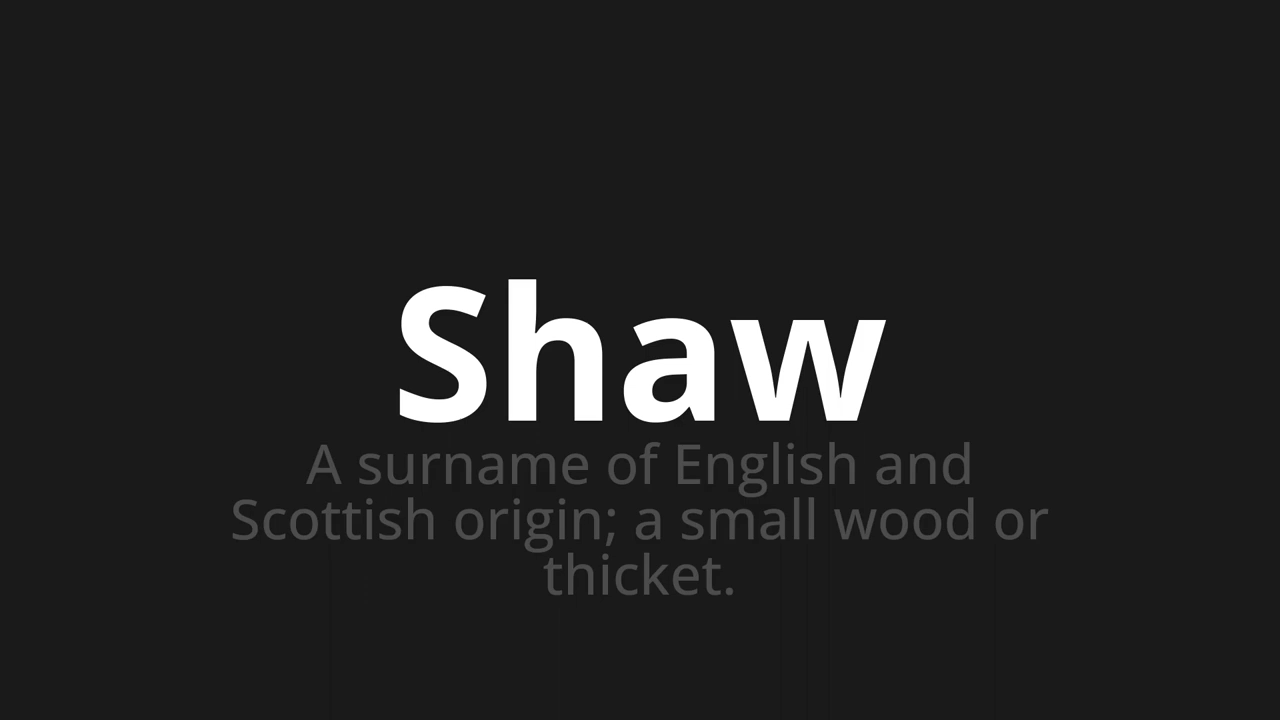 Shaw
A surname of English and
Scottish origin; a small wood or
thicket.